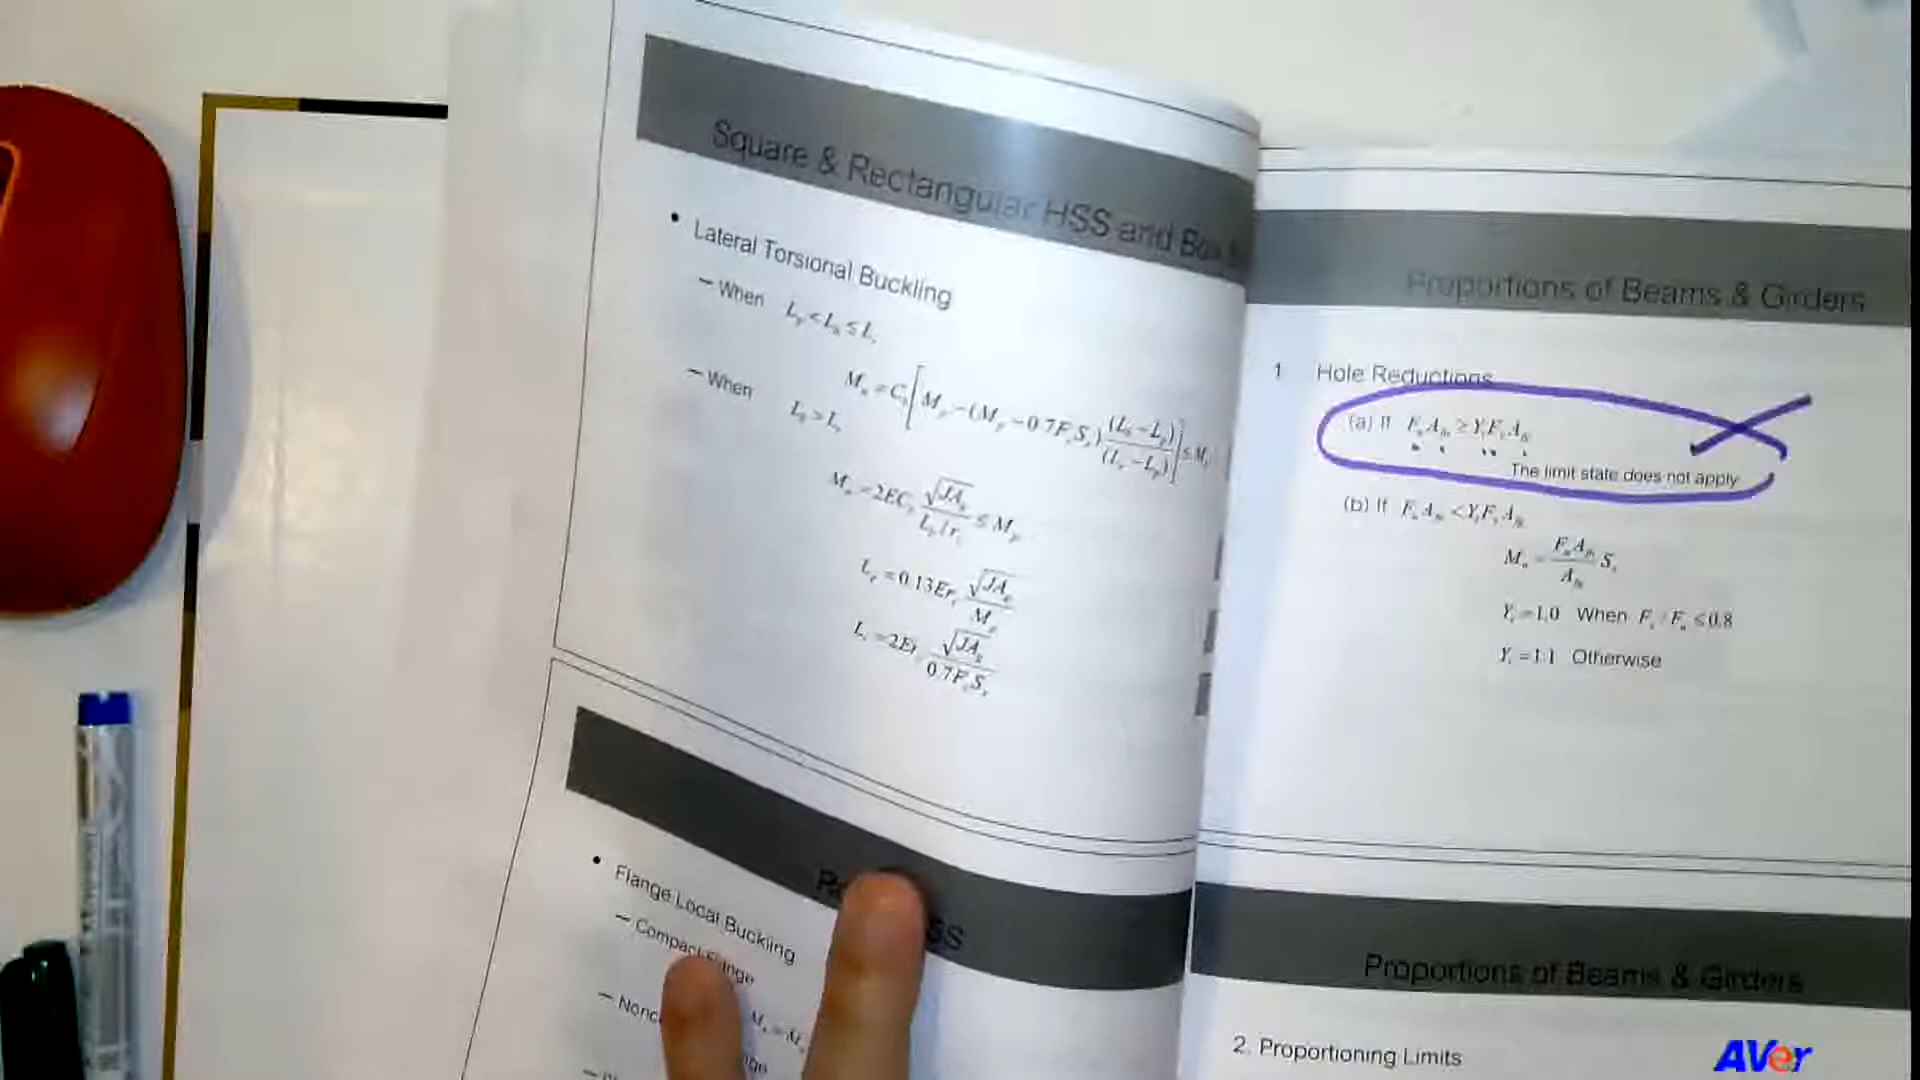 Square & Rectangular HSS and Box
• Lateral Torsional Buckling
– When L_p < L_b ≤ L_r
M_n = C_b [M_p – (M_p – 0.7F_yS_x) (L_b – L_p) / (L_r – L_p)] ≤ M_p
– When L_b > L_r
M_n = 2EC_b √JA_g / (L_b / r_y) ≤ M_p
L_p = 0.13Er_y √JA_g / M_p
L_r = 2Er_y √JA_g / 0.7F_yS_x
SS
• Flange Local Buckling
– Compact Flange
M_n = M_p
Proportions of Beams & Girders
1 Hole Reductions
(a) If F_uA_fn ≥ Y_tF_yA_fg
The limit state does not apply
(b) If F_uA_fn < Y_tF_yA_fg
M_n = F_uA_fn / A_fg S_x
Y_t = 1.0 When F_y / F_u ≤ 0.8
Y_t = 1.1 Otherwise
Proportions of Beams & Girders
2. Proportioning Limits
AVer